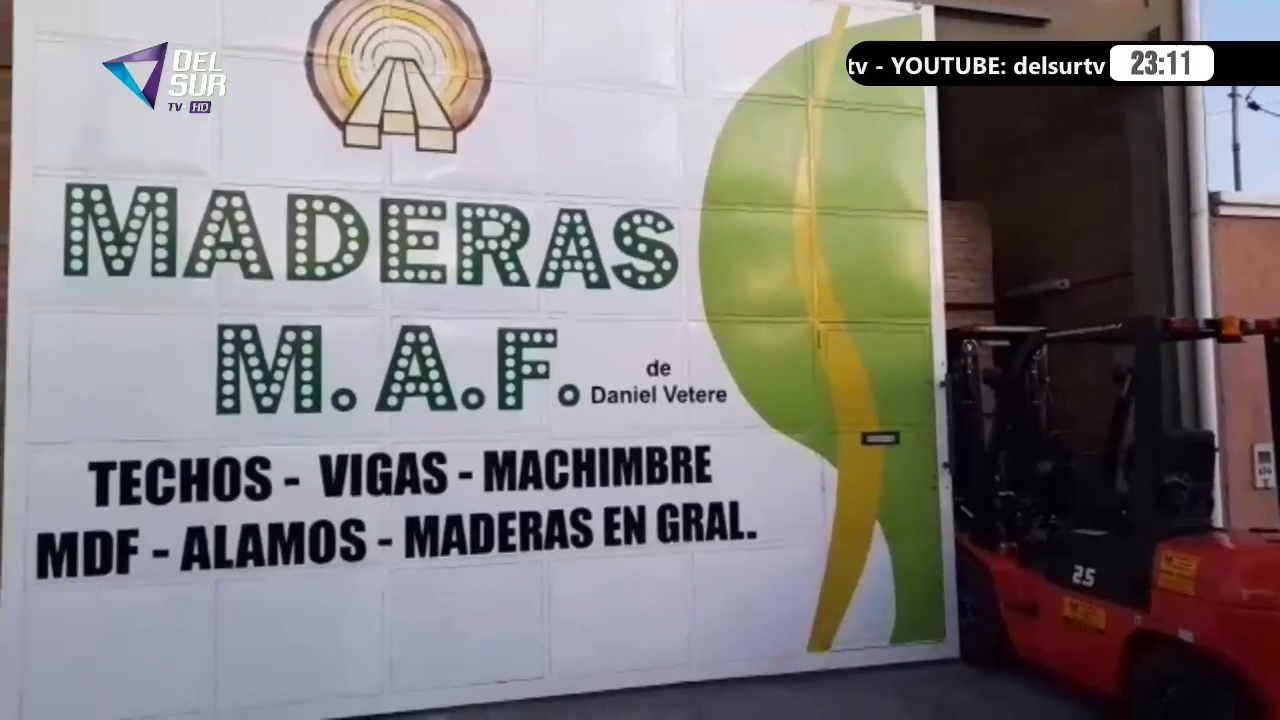 DEL
SUR
TV-HD
tv - YOUTUBE: delsurtv
23:11
MADERAS
M.A.F.
de
Daniel Vetere
TECHOS - VIGAS - MACHIMBRE
MDF - ALAMOS - MADERAS EN GRAL.
25